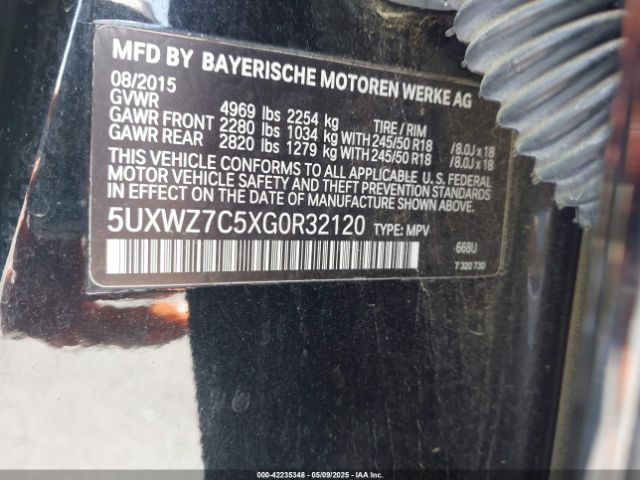 MFD BY BAYERISCHE MOTOREN WERKE AG
08/2015
GVWR 4969 lbs 2254 kg TIRE / RIM
GAWR FRONT 2280 lbs 1034 kg WITH 245/50 R18 /8.0J x 18
GAWR REAR 2820 lbs 1279 kg WITH 245/50 R18 /8.0J x 18
THIS VEHICLE CONFORMS TO ALL APPLICABLE U.S. FEDERAL
MOTOR VEHICLE SAFETY AND THEFT PREVENTION
STANDARDS IN EFFECT ON THE DATE OF MANUFACTURE SHOWN ABOVE.
5UXWZ7C5XG0R32120 TYPE: MPV
668U
7 320 730
000-42235348 | 05/09/2025 | IAA Inc.